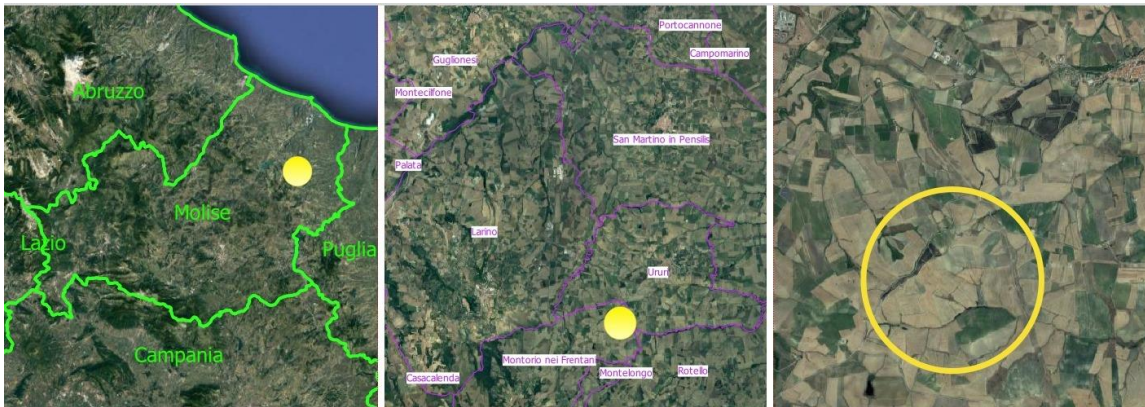 Abruzzo
Molise
Lazio
Puglia
Campania
Portocannone
Guglionesi
Campomarino
Montecilfone
San Martino in Pensilis
Palata
Larino
Ururi
Montorio nei Frentani
Montelongo
Rotello
Casacalenda